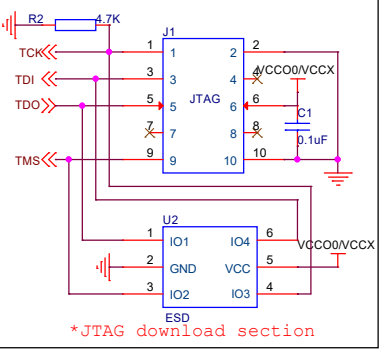 R2 4.7K
J1
TCK 1 1 2 2
TDI 3 3 4 4 VCCO0/VCCX
JTAG
TDO 5 5 6 6
C1
7 7 8 8
0.1uF
TMS 9 9 10 10
U2
1 IO1 IO4 6
VCCO0/VCCX
2 GND VCC 5
3 IO2 IO3 4
ESD
*JTAG download section